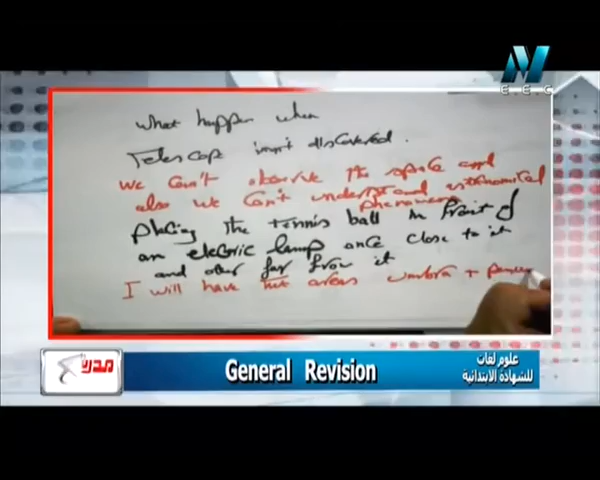 E.E.C
what happen when
Telescope isn't discovered.
we can't observe the space and
also we can't understand astronomical
phenomena
placing the tennis ball in front of
an electric lamp once close to it
and other far from it
I will have two areas umbra +
مدرستي
General Revision
علوم لغات
للشهادة الابتدائية